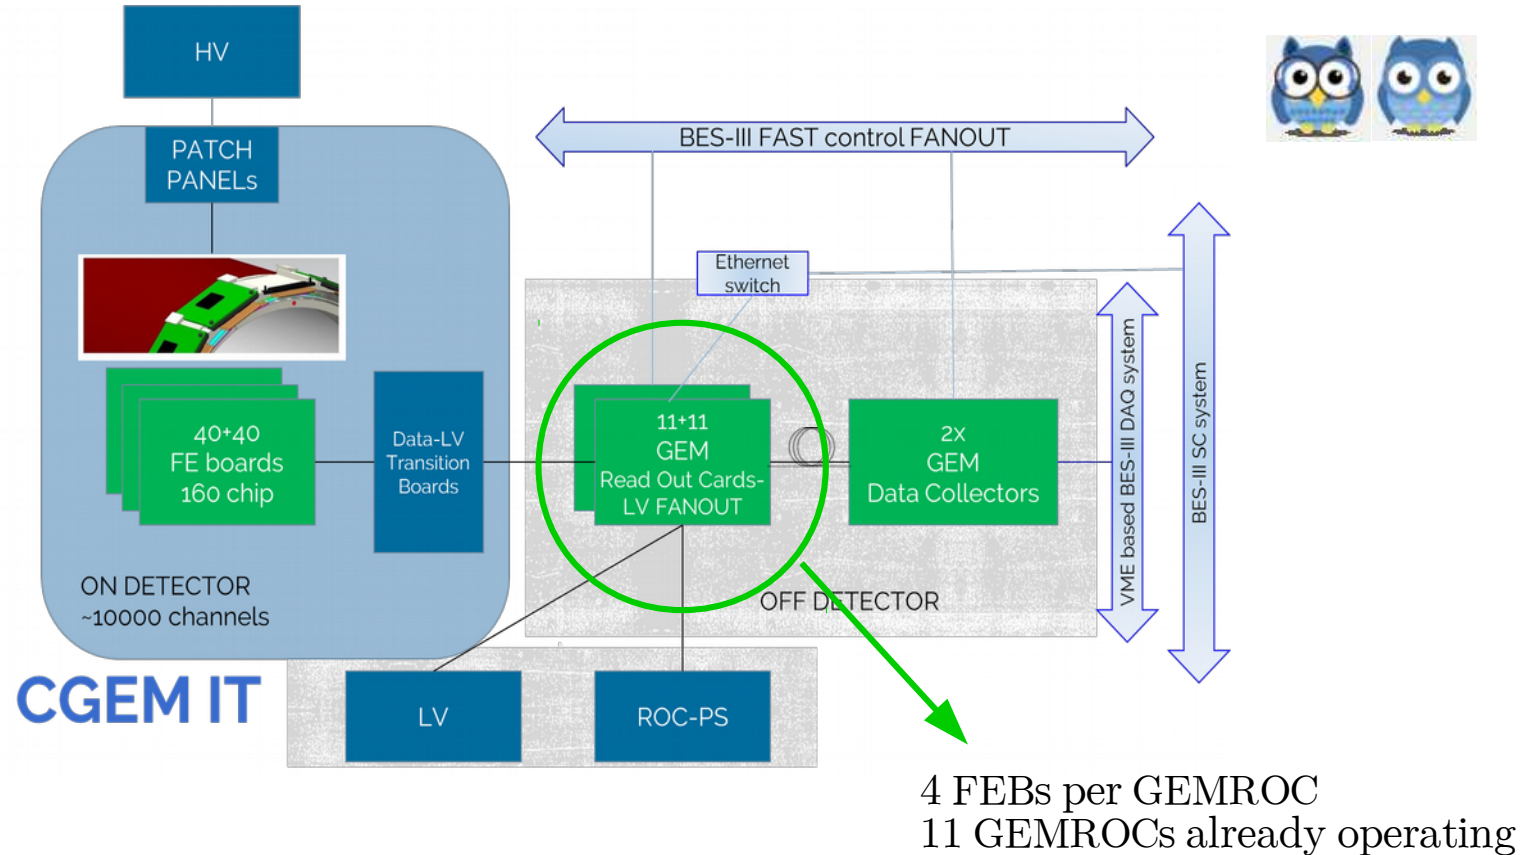 HV
PATCH
PANELs
BES-III FAST control FANOUT
Ethernet
switch
40+40
FE boards
160 chip
Data-LV
Transition
Boards
11+11
GEM
Read Out Cards-
LV FANOUT
2x
GEM
Data Collectors
VME based BES-III DAQ system
BES-III SC system
ON DETECTOR
~10000 channels
OFF DETECTOR
CGEM IT
LV
ROC-PS
4 FEBs per GEMROC
11 GEMROCs already operating